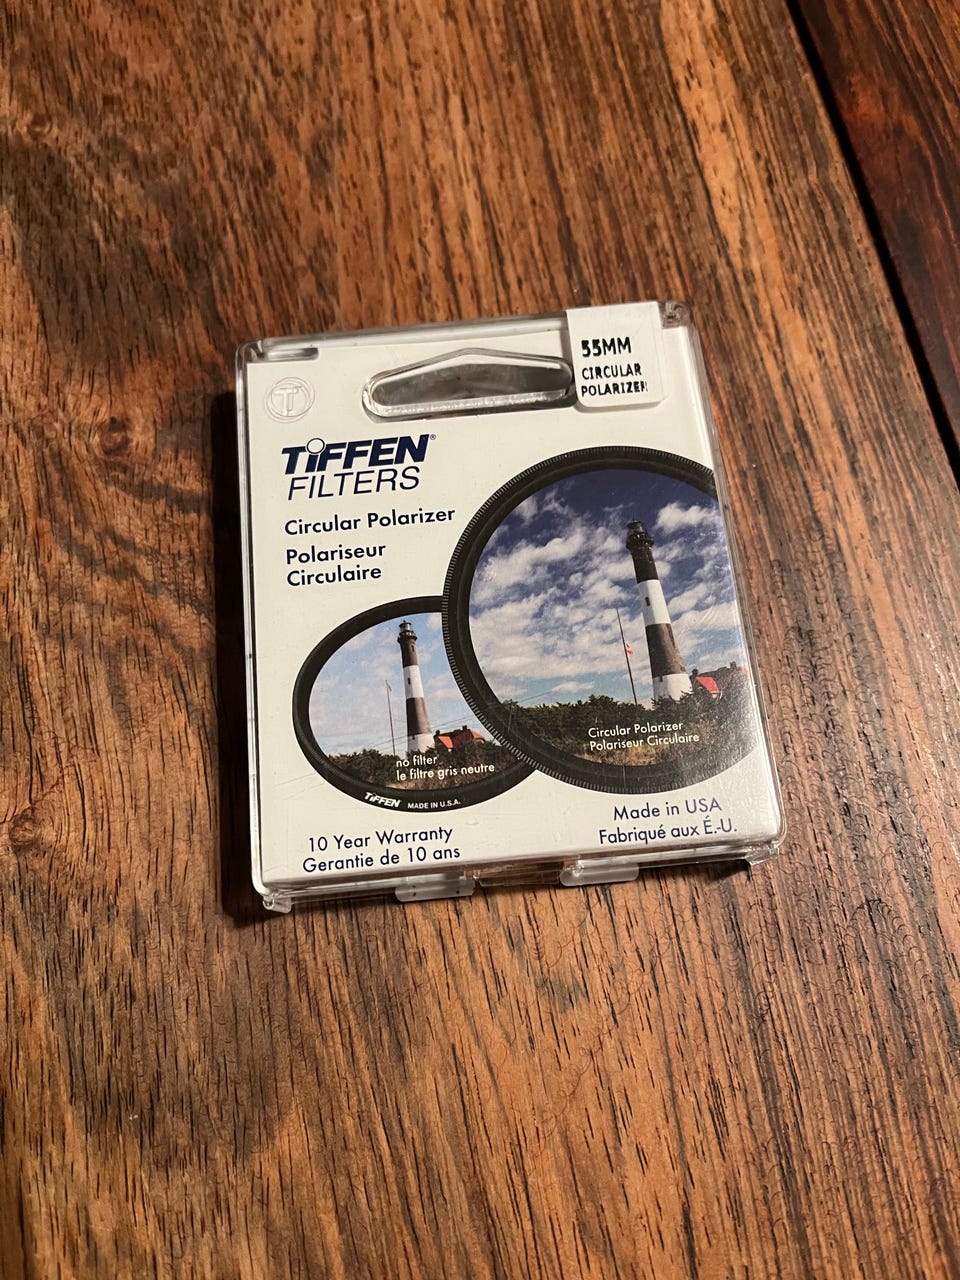 55MM
CIRCULAR
POLARIZER
TIFFEN®
FILTERS
Circular Polarizer
Polariseur
Circulaire
Circular Polarizer
Polariseur Circulaire
no filter
le filtre gris neutre
TIFFEN MADE IN U.S.A.
10 Year Warranty
Gerantie de 10 ans
Made in USA
Fabriqué aux É.-U.